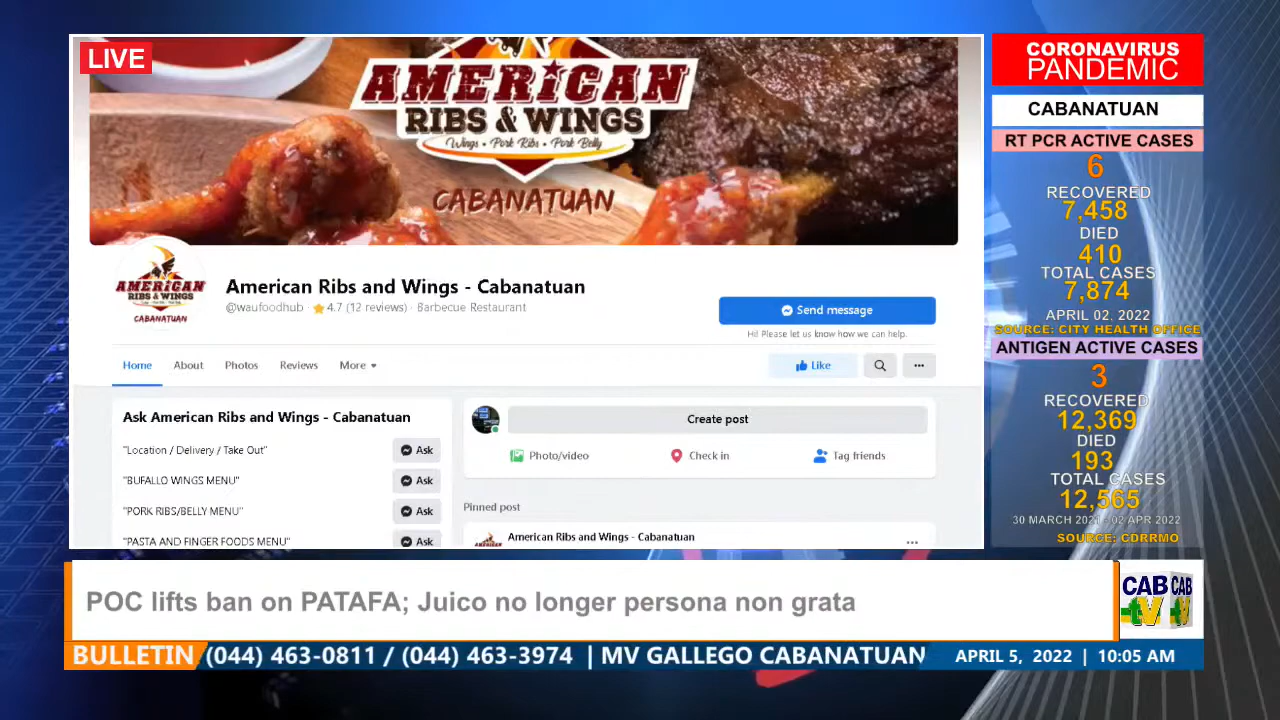 LIVE
AMERICAN
RIBS & WINGS
Wings • Pork Ribs • Pork Belly
CABANATUAN
AMERICAN
RIBS & WINGS
CABANATUAN
American Ribs and Wings - Cabanatuan
@waufoodhub · 4.7 (12 reviews) · Barbecue Restaurant
Send message
Hi! Please let us know how we can help.
Home About Photos Reviews More
Like
Ask American Ribs and Wings - Cabanatuan
"Location / Delivery / Take Out" Ask
"BUFALLO WINGS MENU" Ask
"PORK RIBS/BELLY MENU" Ask
"PASTA AND FINGER FOODS MENU" Ask
Create post
Photo/video Check in Tag friends
Pinned post
American Ribs and Wings - Cabanatuan
CORONAVIRUS
PANDEMIC
CABANATUAN
RT PCR ACTIVE CASES
6
RECOVERED
7,458
DIED
410
TOTAL CASES
7,874
APRIL 02, 2022
SOURCE: CITY HEALTH OFFICE
ANTIGEN ACTIVE CASES
3
RECOVERED
12,369
DIED
193
TOTAL CASES
12,565
30 MARCH 2021 - 02 APR 2022
SOURCE: CDRRMO
POC lifts ban on PATAFA; Juico no longer persona non grata
CAB tv CAB tv
BULLETIN (044) 463-0811 / (044) 463-3974 | MV GALLEGO CABANATUAN APRIL 5, 2022 | 10:05 AM